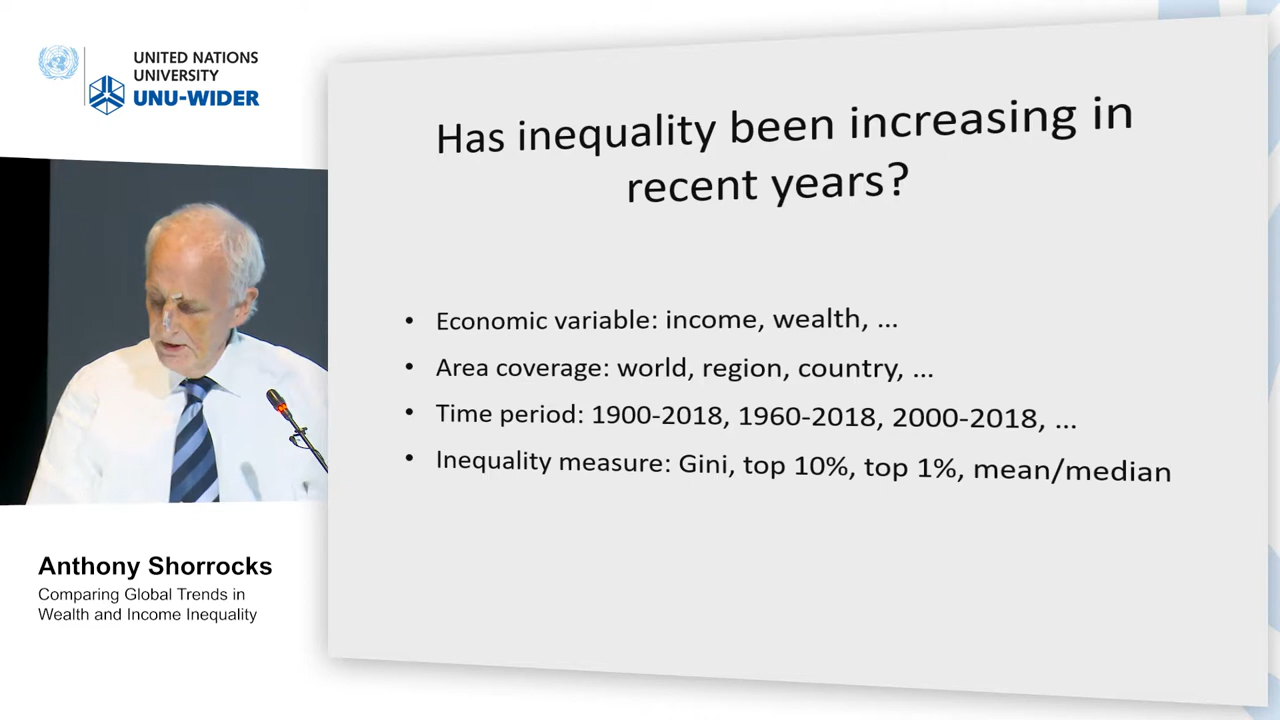 UNITED NATIONS
UNIVERSITY
UNU-WIDER
Has inequality been increasing in
recent years?
• Economic variable: income, wealth, ...
• Area coverage: world, region, country, ...
• Time period: 1900-2018, 1960-2018, 2000-2018, ...
• Inequality measure: Gini, top 10%, top 1%, mean/median
Anthony Shorrocks
Comparing Global Trends in
Wealth and Income Inequality